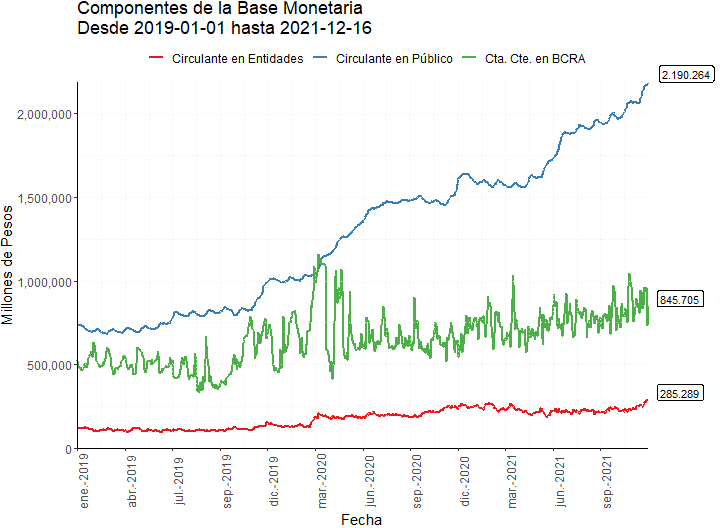 Componentes de la Base Monetaria
Desde 2019-01-01 hasta 2021-12-16
Circulante en Entidades Circulante en Público Cta. Cte. en BCRA
Millones de Pesos
2,000,000
1,500,000
1,000,000
500,000
0
2.190.264
845.705
285.289
ene.-2019
abr.-2019
jul.-2019
sep.-2019
dic.-2019
mar.-2020
jun.-2020
sep.-2020
dic.-2020
mar.-2021
jun.-2021
sep.-2021
Fecha